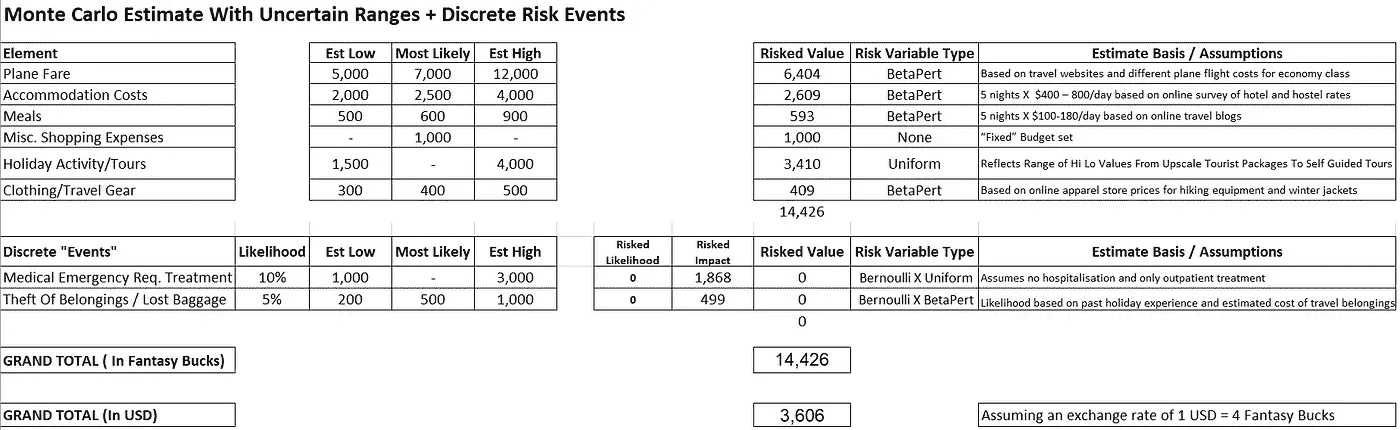 Monte Carlo Estimate With Uncertain Ranges + Discrete Risk Events
Element Est Low Most Likely Est High Risked Value Risk Variable Type Estimate Basis / Assumptions
Plane Fare 5,000 7,000 12,000 6,404 BetaPert Based on travel websites and different plane flight costs for economy class
Accommodation Costs 2,000 2,500 4,000 2,609 BetaPert 5 nights X $400 – 800/day based on online survey of hotel and hostel rates
Meals 500 600 900 593 BetaPert 5 nights X $100-180/day based on online travel blogs
Misc. Shopping Expenses - 1,000 - 1,000 None “Fixed” Budget set
Holiday Activity/Tours 1,500 - 4,000 3,410 Uniform Reflects Range of Hi Lo Values From Upscale Tourist Packages To Self Guided Tours
Clothing/Travel Gear 300 400 500 409 BetaPert Based on online apparel store prices for hiking equipment and winter jackets
14,426
Discrete "Events" Likelihood Est Low Most Likely Est High Risked Likelihood Risked Impact Risked Value Risk Variable Type Estimate Basis / Assumptions
Medical Emergency Req. Treatment 10% 1,000 - 3,000 0 1,868 0 Bernoulli X Uniform Assumes no hospitalisation and only outpatient treatment
Theft Of Belongings / Lost Baggage 5% 200 500 1,000 0 499 0 Bernoulli X BetaPert Likelihood based on past holiday experience and estimated cost of travel belongings
0
GRAND TOTAL ( In Fantasy Bucks) 14,426
GRAND TOTAL (In USD) 3,606 Assuming an exchange rate of 1 USD = 4 Fantasy Bucks